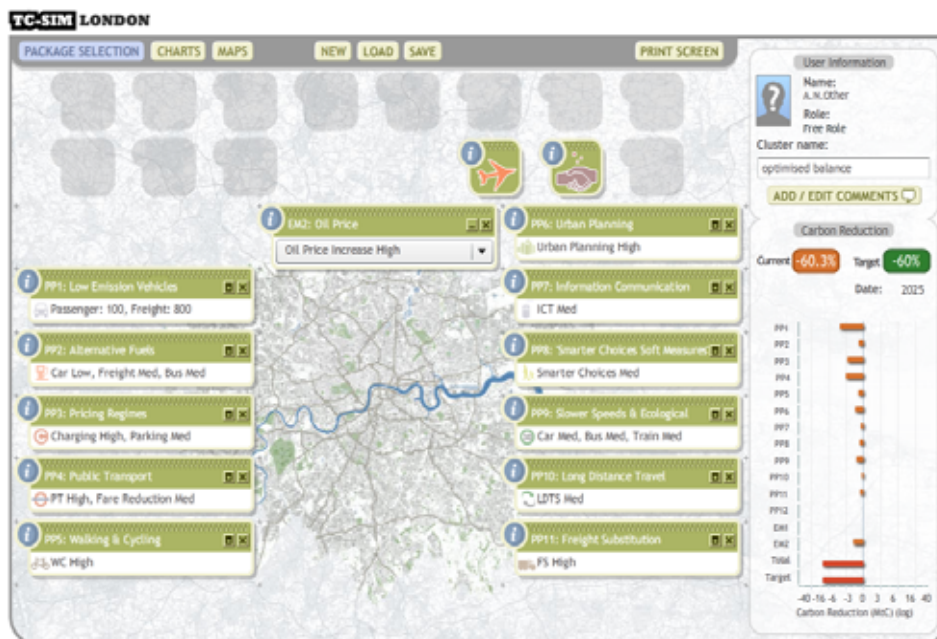 TC-SIM LONDON
PACKAGE SELECTION CHARTS MAPS NEW LOAD SAVE PRINT SCREEN
User Information
Name:
A.N.Other
Role:
Free Role
Cluster name:
optimised balance
ADD / EDIT COMMENTS
EM2: Oil Price
Oil Price Increase High
PP1: Low Emission Vehicles
Passenger: 100, Freight: 800
PP2: Alternative Fuels
Car Low, Freight Med, Bus Med
PP3: Pricing Regimes
Charging High, Parking Med
PP4: Public Transport
PT High, Fare Reduction Med
PP5: Walking & Cycling
WC High
PP6: Urban Planning
Urban Planning High
PP7: Information Communication
ICT Med
PP8: 'Smarter Choices Soft Measures
Smarter Choices Med
PP9: Slower Speeds & Ecological
Car Med, Bus Med, Train Med
PP10: Long Distance Travel
LDTS Med
PP11: Freight Substitution
FS High
Carbon Reduction
Current -60.3% Target -60%
Date: 2025
PP1
PP2
PP3
PP4
PP5
PP6
PP7
PP8
PP9
PP10
PP11
PP12
EM1
EM2
Total
Target
-40 -16 -6 -3 0 3 6 16 40
Carbon Reduction (MtC) (log)